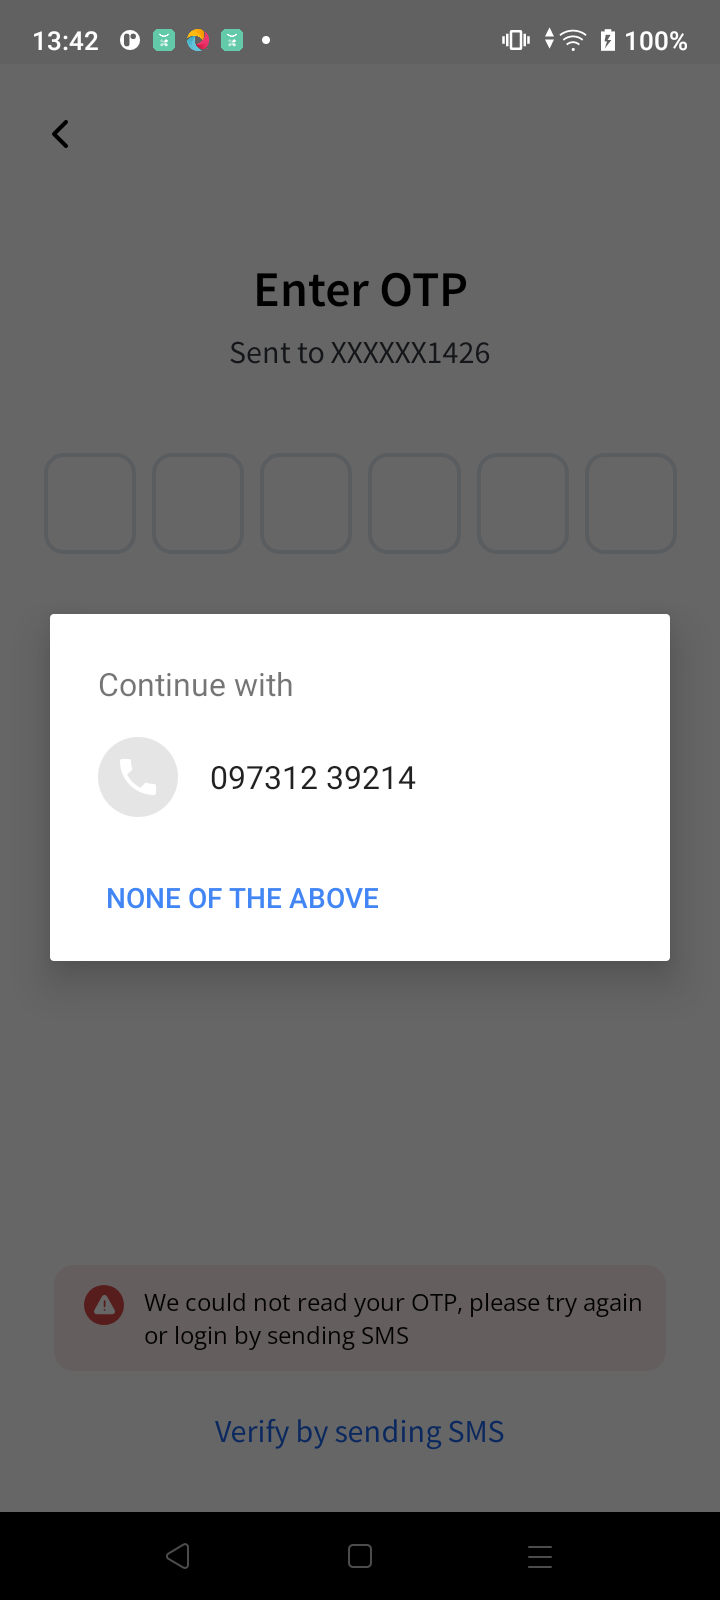 13:42
100%
Enter OTP
Sent to XXXXXX1426
Continue with
097312 39214
NONE OF THE ABOVE
We could not read your OTP, please try again
or login by sending SMS
Verify by sending SMS